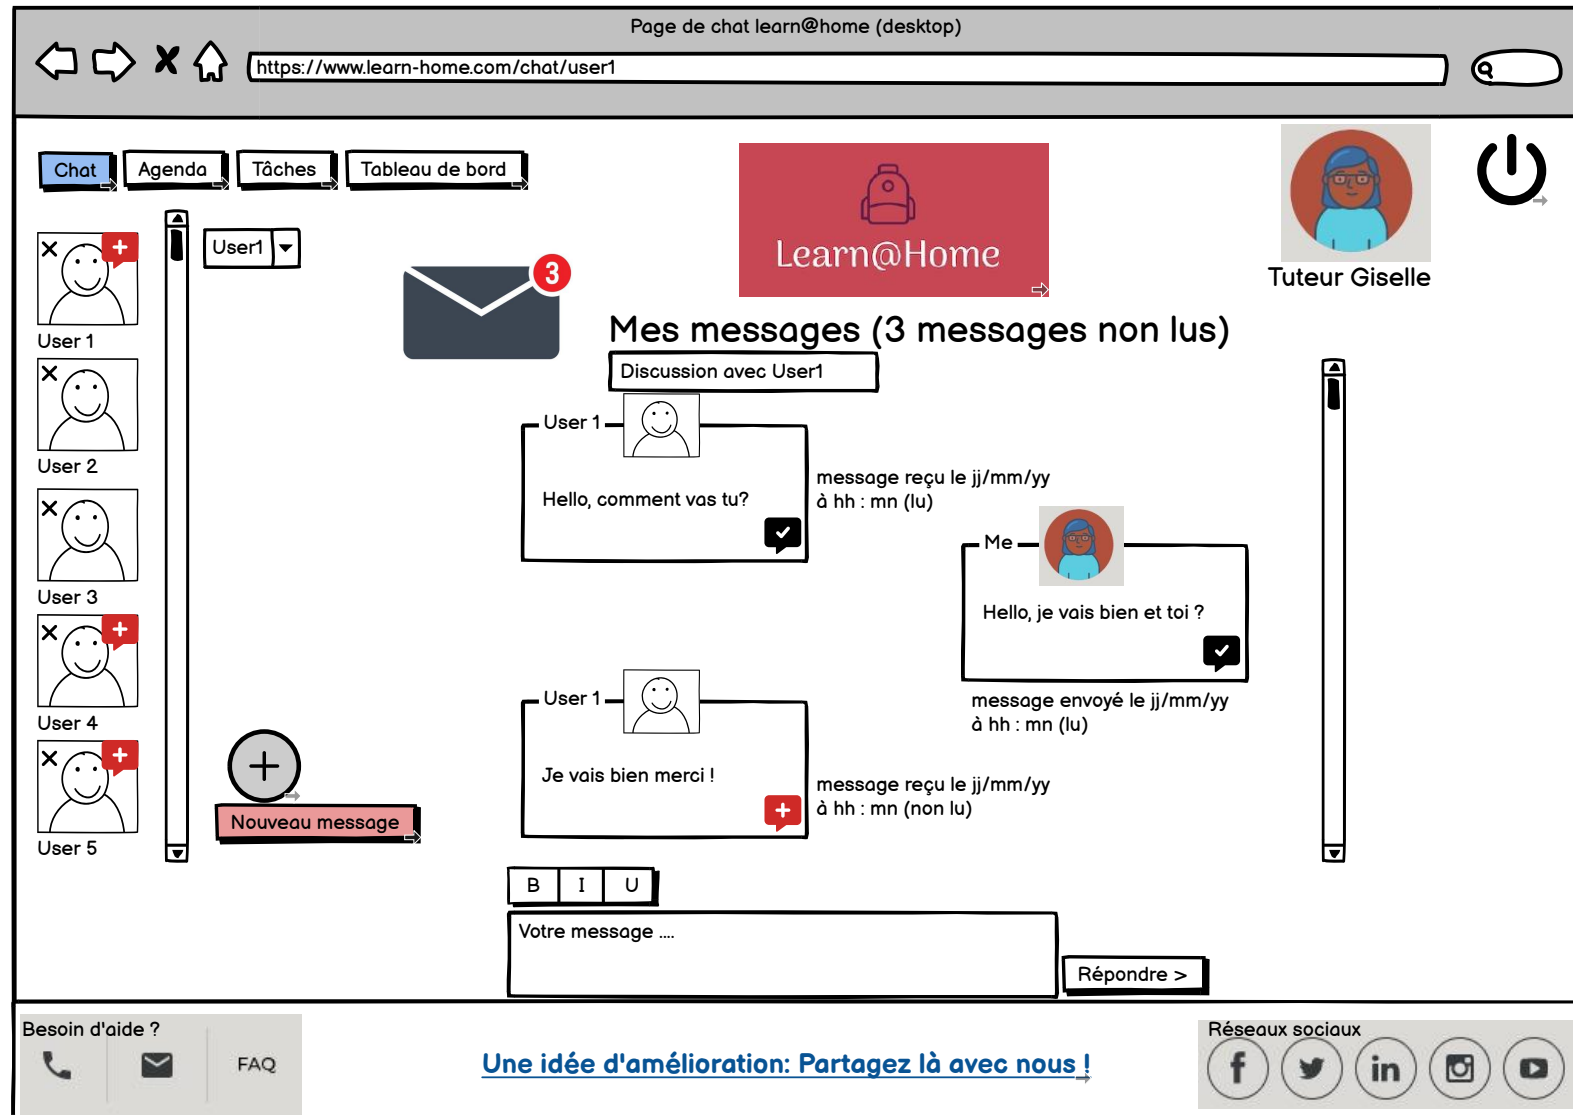 Page de chat learn@home (desktop)
https://www.learn-home.com/chat/user1
Chat
Agenda
Tâches
Tableau de bord
Learn@Home
Tuteur Giselle
User 1
User 2
User 3
User 4
User 5
User1
3
Mes messages (3 messages non lus)
Discussion avec User1
User 1
Hello, comment vas tu?
message reçu le jj/mm/yy
à hh : mn (lu)
Me
Hello, je vais bien et toi ?
message envoyé le jj/mm/yy
à hh : mn (lu)
User 1
Je vais bien merci !
message reçu le jj/mm/yy
à hh : mn (non lu)
Nouveau message
B I U
Votre message ....
Répondre >
Besoin d'aide ?
FAQ
Une idée d'amélioration: Partagez là avec nous !
Réseaux sociaux